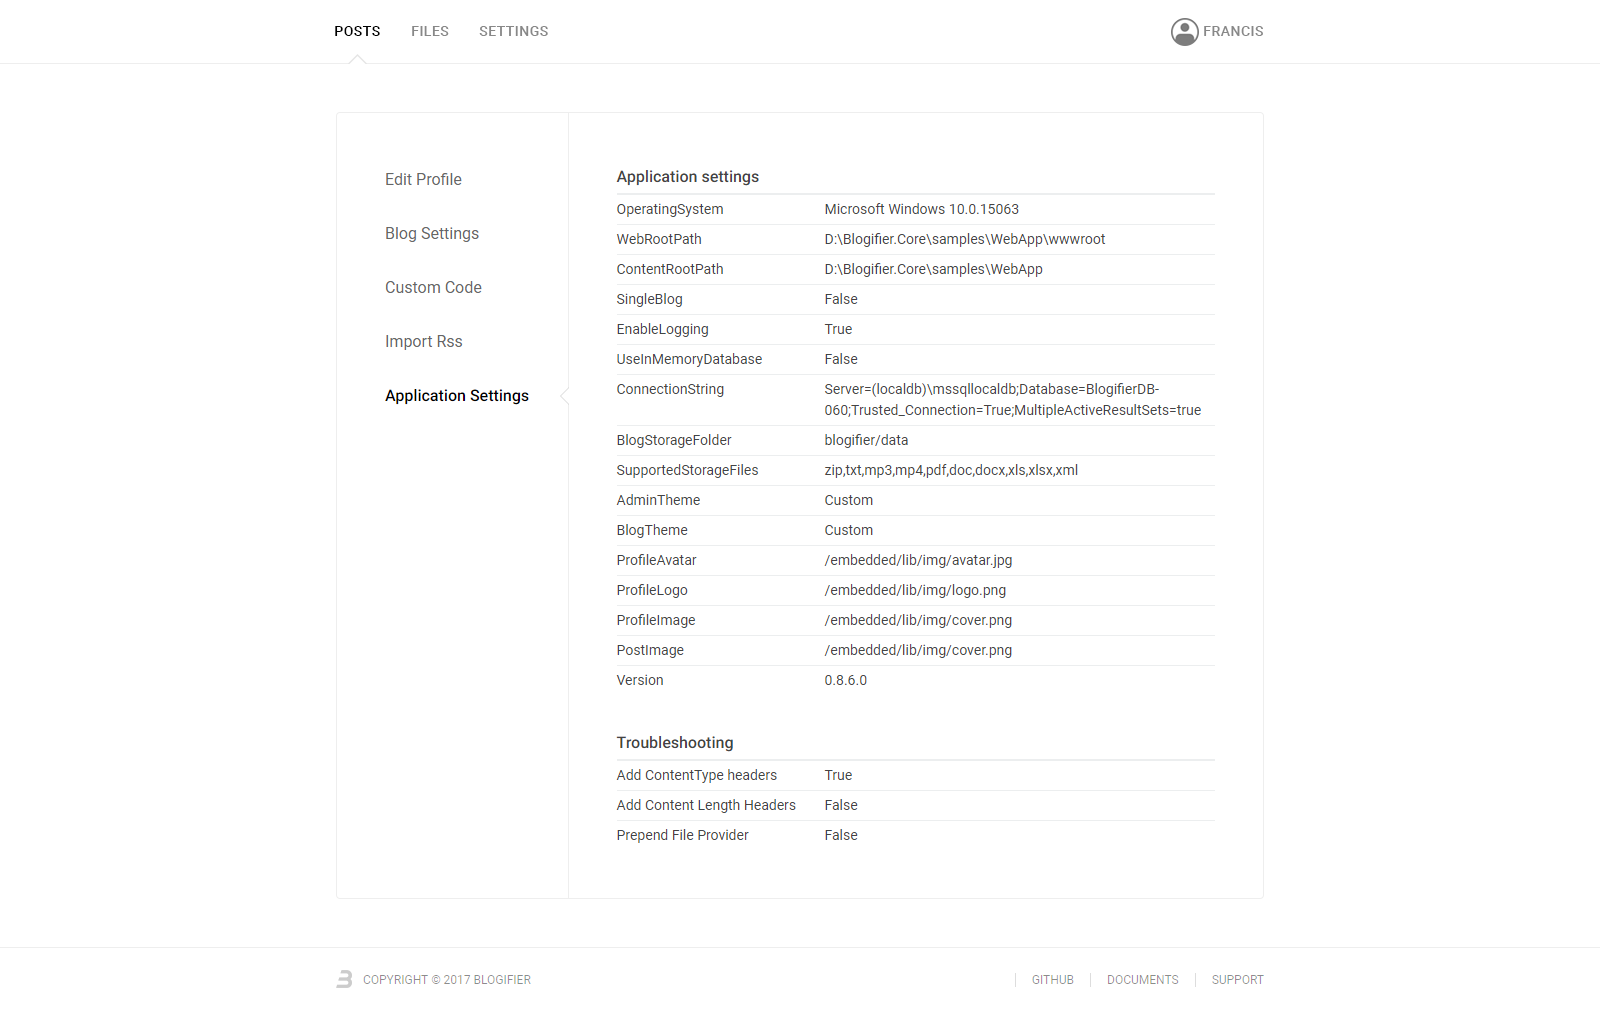 POSTS FILES SETTINGS FRANCIS
Edit Profile
Blog Settings
Custom Code
Import Rss
Application Settings
Application settings
OperatingSystem Microsoft Windows 10.0.15063
WebRootPath D:\Blogifier.Core\samples\WebApp\wwwroot
ContentRootPath D:\Blogifier.Core\samples\WebApp
SingleBlog False
EnableLogging True
UseInMemoryDatabase False
ConnectionString Server=(localdb)\mssqllocaldb;Database=BlogifierDB-
060;Trusted_Connection=True;MultipleActiveResultSets=true
BlogStorageFolder blogifier/data
SupportedStorageFiles zip,txt,mp3,mp4,pdf,doc,docx,xls,xlsx,xml
AdminTheme Custom
BlogTheme Custom
ProfileAvatar /embedded/lib/img/avatar.jpg
ProfileLogo /embedded/lib/img/logo.png
ProfileImage /embedded/lib/img/cover.png
PostImage /embedded/lib/img/cover.png
Version 0.8.6.0
Troubleshooting
Add ContentType headers True
Add Content Length Headers False
Prepend File Provider False
COPYRIGHT © 2017 BLOGIFIER GITHUB DOCUMENTS SUPPORT